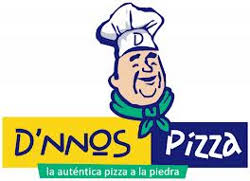 D
D'NNOS Pizza
la auténtica pizza a la piedra